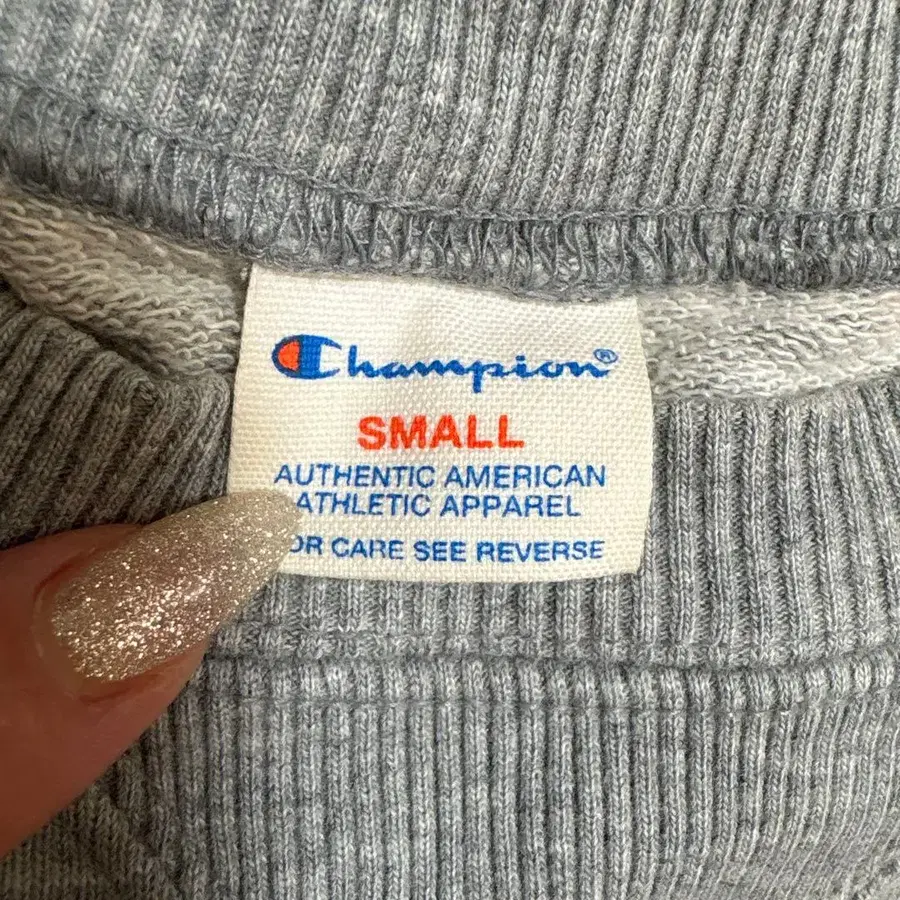 Champion®
SMALL
AUTHENTIC AMERICAN
ATHLETIC APPAREL
OR CARE SEE REVERSE